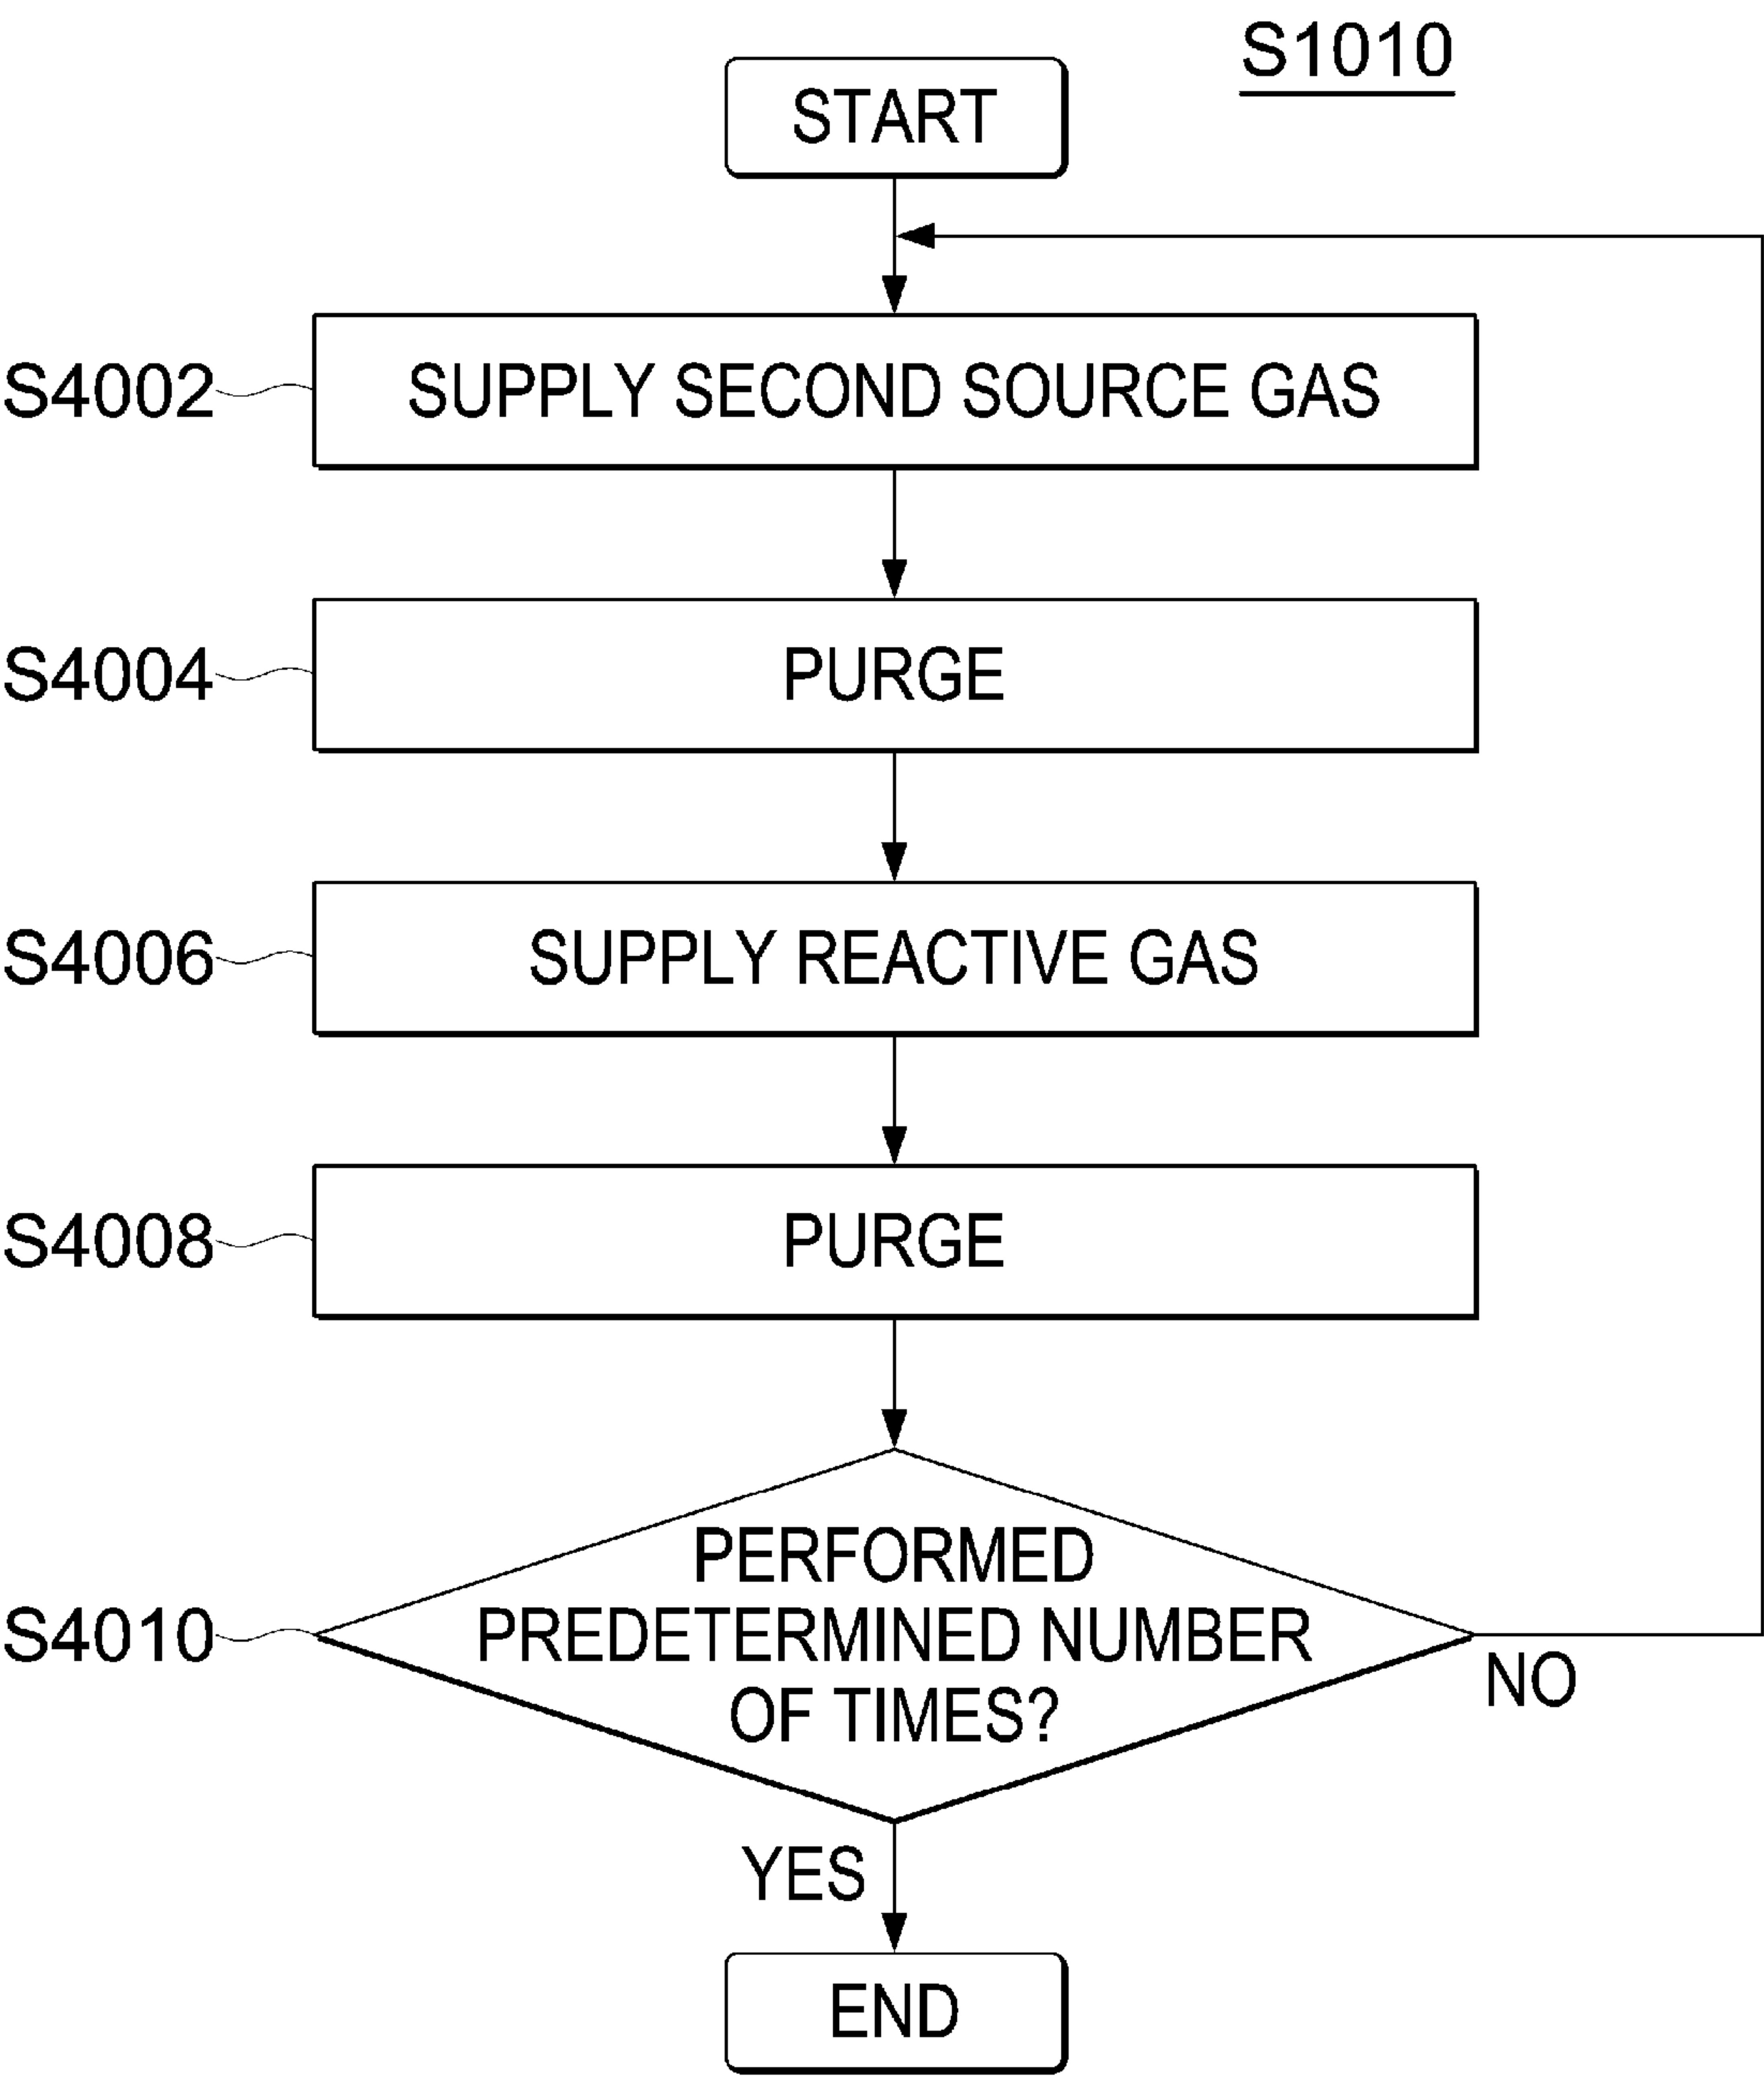 S1010
START
S4002
SUPPLY SECOND SOURCE GAS
S4004
PURGE
S4006
SUPPLY REACTIVE GAS
S4008
PURGE
S4010
PERFORMED
PREDETERMINED NUMBER
OF TIMES?
NO
YES
END